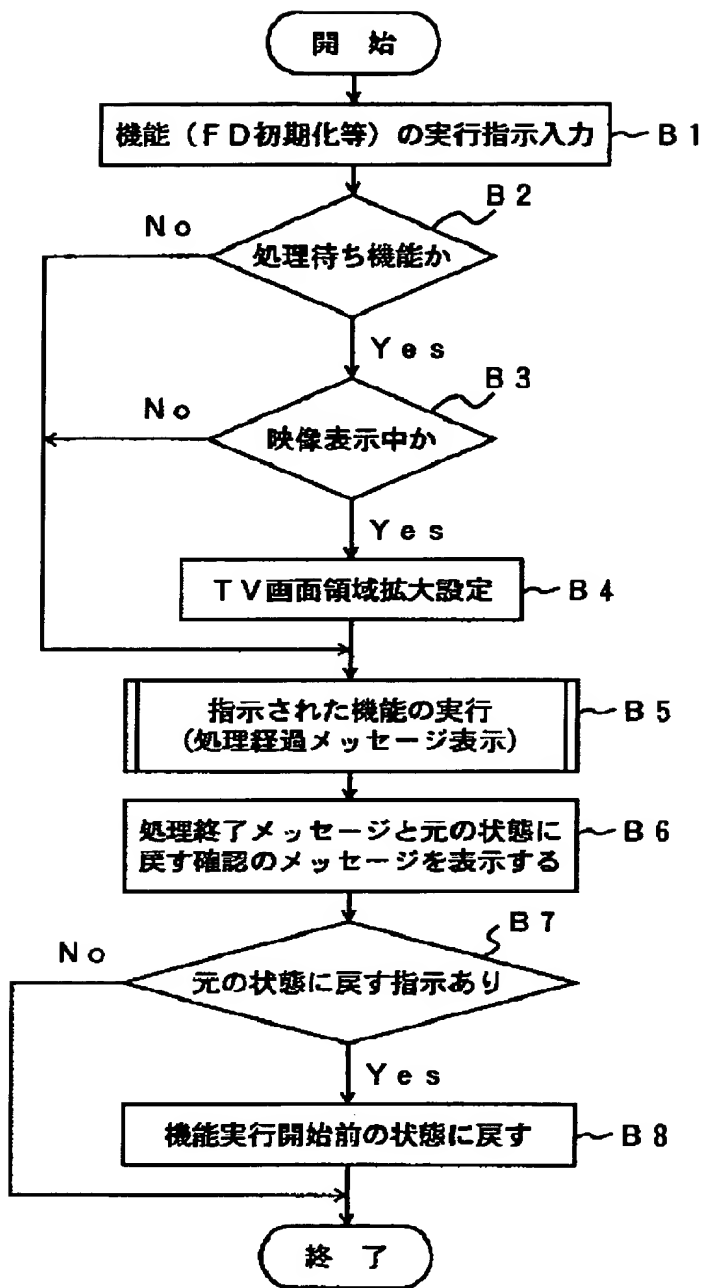 開 始
機能（ＦＤ初期化等）の実行指示入力
Ｂ１
Ｂ２
Ｎｏ
処理待ち機能か
Ｙｅｓ
Ｂ３
Ｎｏ
映像表示中か
Ｙｅｓ
ＴＶ画面領域拡大設定
Ｂ４
指示された機能の実行
（処理経過メッセージ表示）
Ｂ５
処理終了メッセージと元の状態に
戻す確認のメッセージを表示する
Ｂ６
Ｂ７
Ｎｏ
元の状態に戻す指示あり
Ｙｅｓ
機能実行開始前の状態に戻す
Ｂ８
終 了